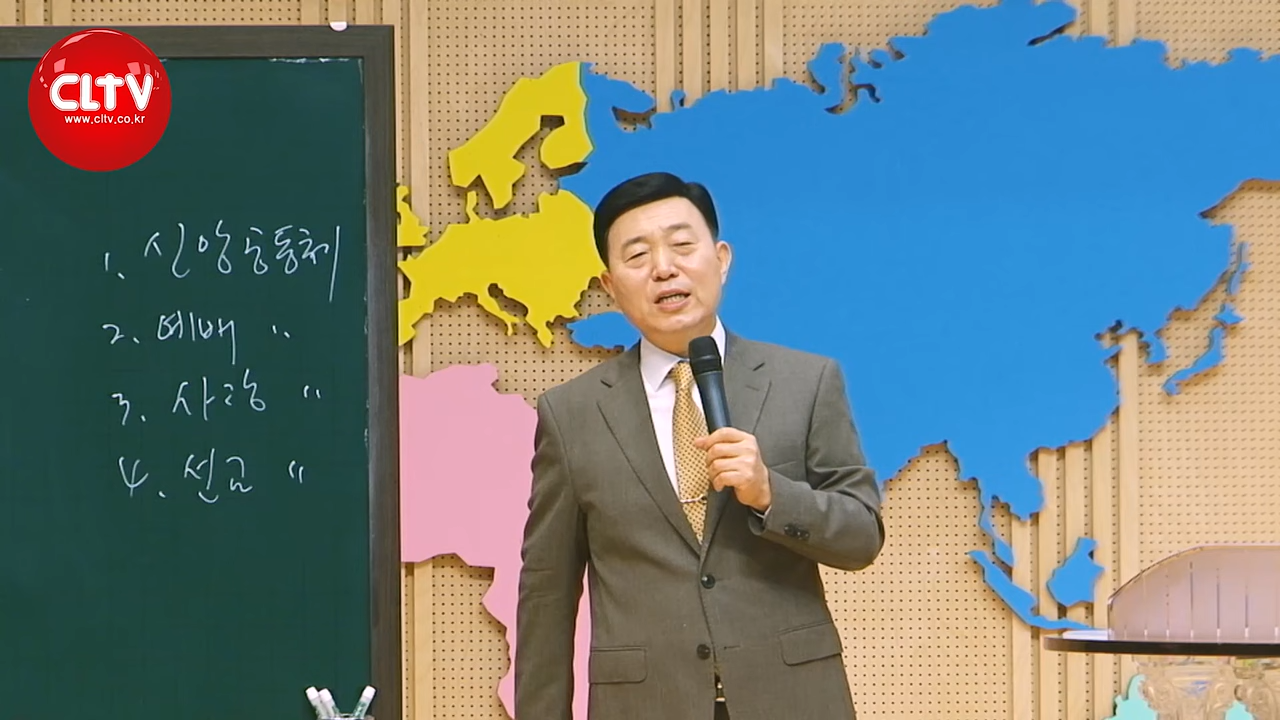 CLTV
www.cltv.co.kr
1. 신앙공동체
2. 예배 〃
3. 사랑 〃
4. 선교 〃